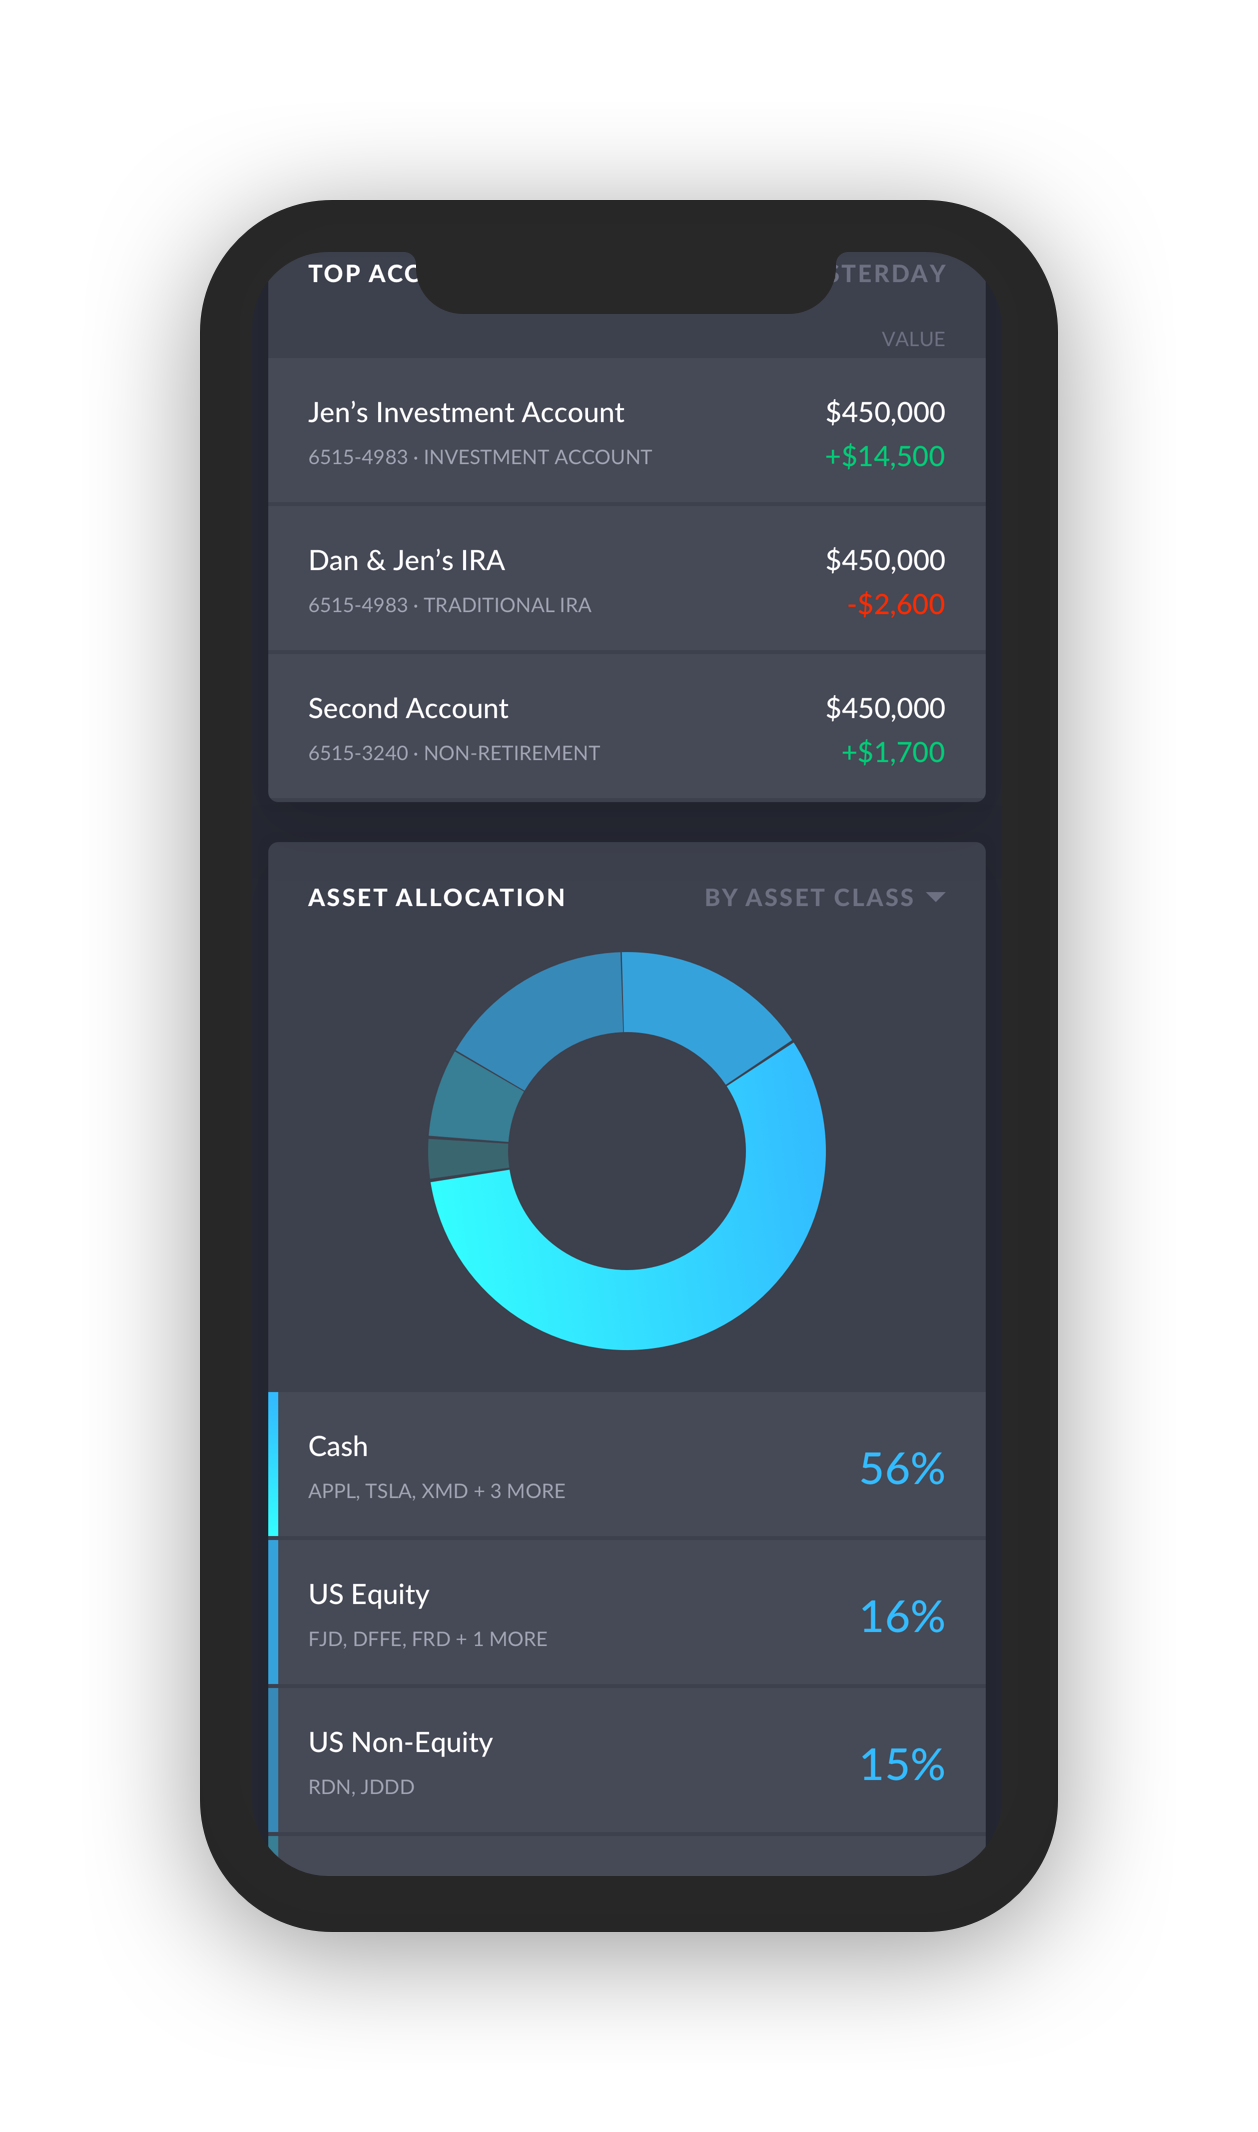 TOP ACC
STERDAY
VALUE
Jen’s Investment Account
$450,000
6515-4983 · INVESTMENT ACCOUNT
+$14,500
Dan & Jen’s IRA
$450,000
6515-4983 · TRADITIONAL IRA
-$2,600
Second Account
$450,000
6515-3240 · NON-RETIREMENT
+$1,700
ASSET ALLOCATION
BY ASSET CLASS
Cash
56%
APPL, TSLA, XMD + 3 MORE
US Equity
16%
FJD, DFFE, FRD + 1 MORE
US Non-Equity
15%
RDN, JDDD